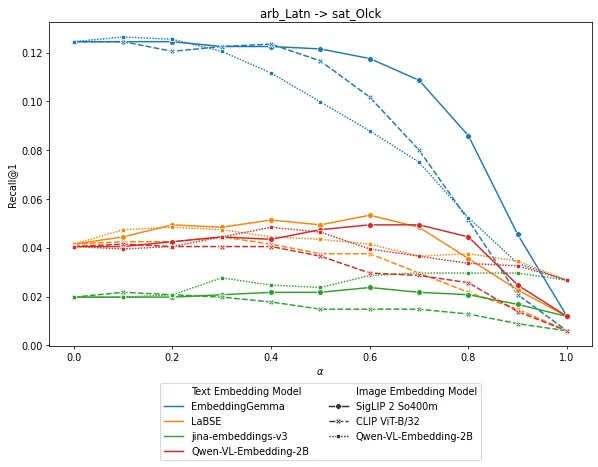 arb_Latn -> sat_Olck
Recall@1
0.12
0.10
0.08
0.06
0.04
0.02
0.00
0.0 0.2 0.4 0.6 0.8 1.0
α
Text Embedding Model Image Embedding Model
EmbeddingGemma SigLIP 2 So400m
LaBSE CLIP ViT-B/32
jina-embeddings-v3 Qwen-VL-Embedding-2B
Qwen-VL-Embedding-2B